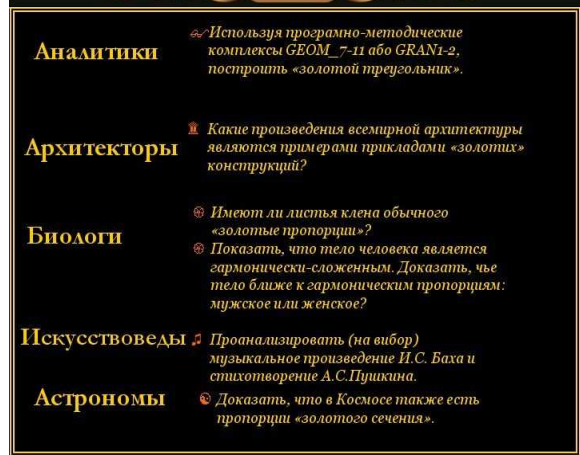 Аналитики
Используя програмно-методические
комплексы GEOM_7-11 або GRAN1-2,
построить «золотой треугольник».
Архитекторы
Какие произведения всемирной архитектуры
являются примерами прикладами «золотих»
конструкций?
Биологи
Имеют ли листья клена обычного
«золотые пропорции»?
Показать, что тело человека является
гармонически-сложенным. Доказать, чье
тело ближе к гармоническим пропорциям:
мужское или женское?
Искусствоведы
Проанализировать (на вибор)
музыкальное произведение И.С. Баха и
стихотворение А.С.Пушкина.
Астрономы
Доказать, что в Космосе также есть
пропорции «золотого сечения».